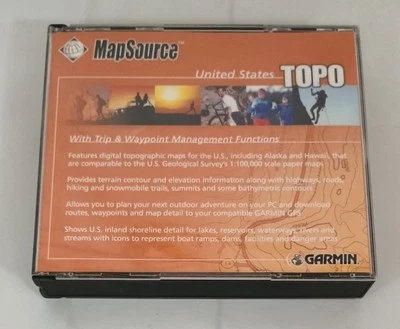 MapSource™
United States TOPO
With Trip & Waypoint Management Functions
Features digital topographic maps for the U.S., including Alaska and Hawaii, that
are comparable to the U.S. Geological Survey's 1:100,000 scale paper maps
Provides terrain contour and elevation information along with highways, roads,
hiking and snowmobile trails, summits and some bathymetric contours
Allows you to plan your next outdoor adventure on your PC and download
routes, waypoints and map detail to your compatible GARMIN GPS
Shows U.S. inland shoreline detail for lakes, reservoirs, waterways, rivers and
streams with icons to represent boat ramps, dams, facilities and danger areas
GARMIN